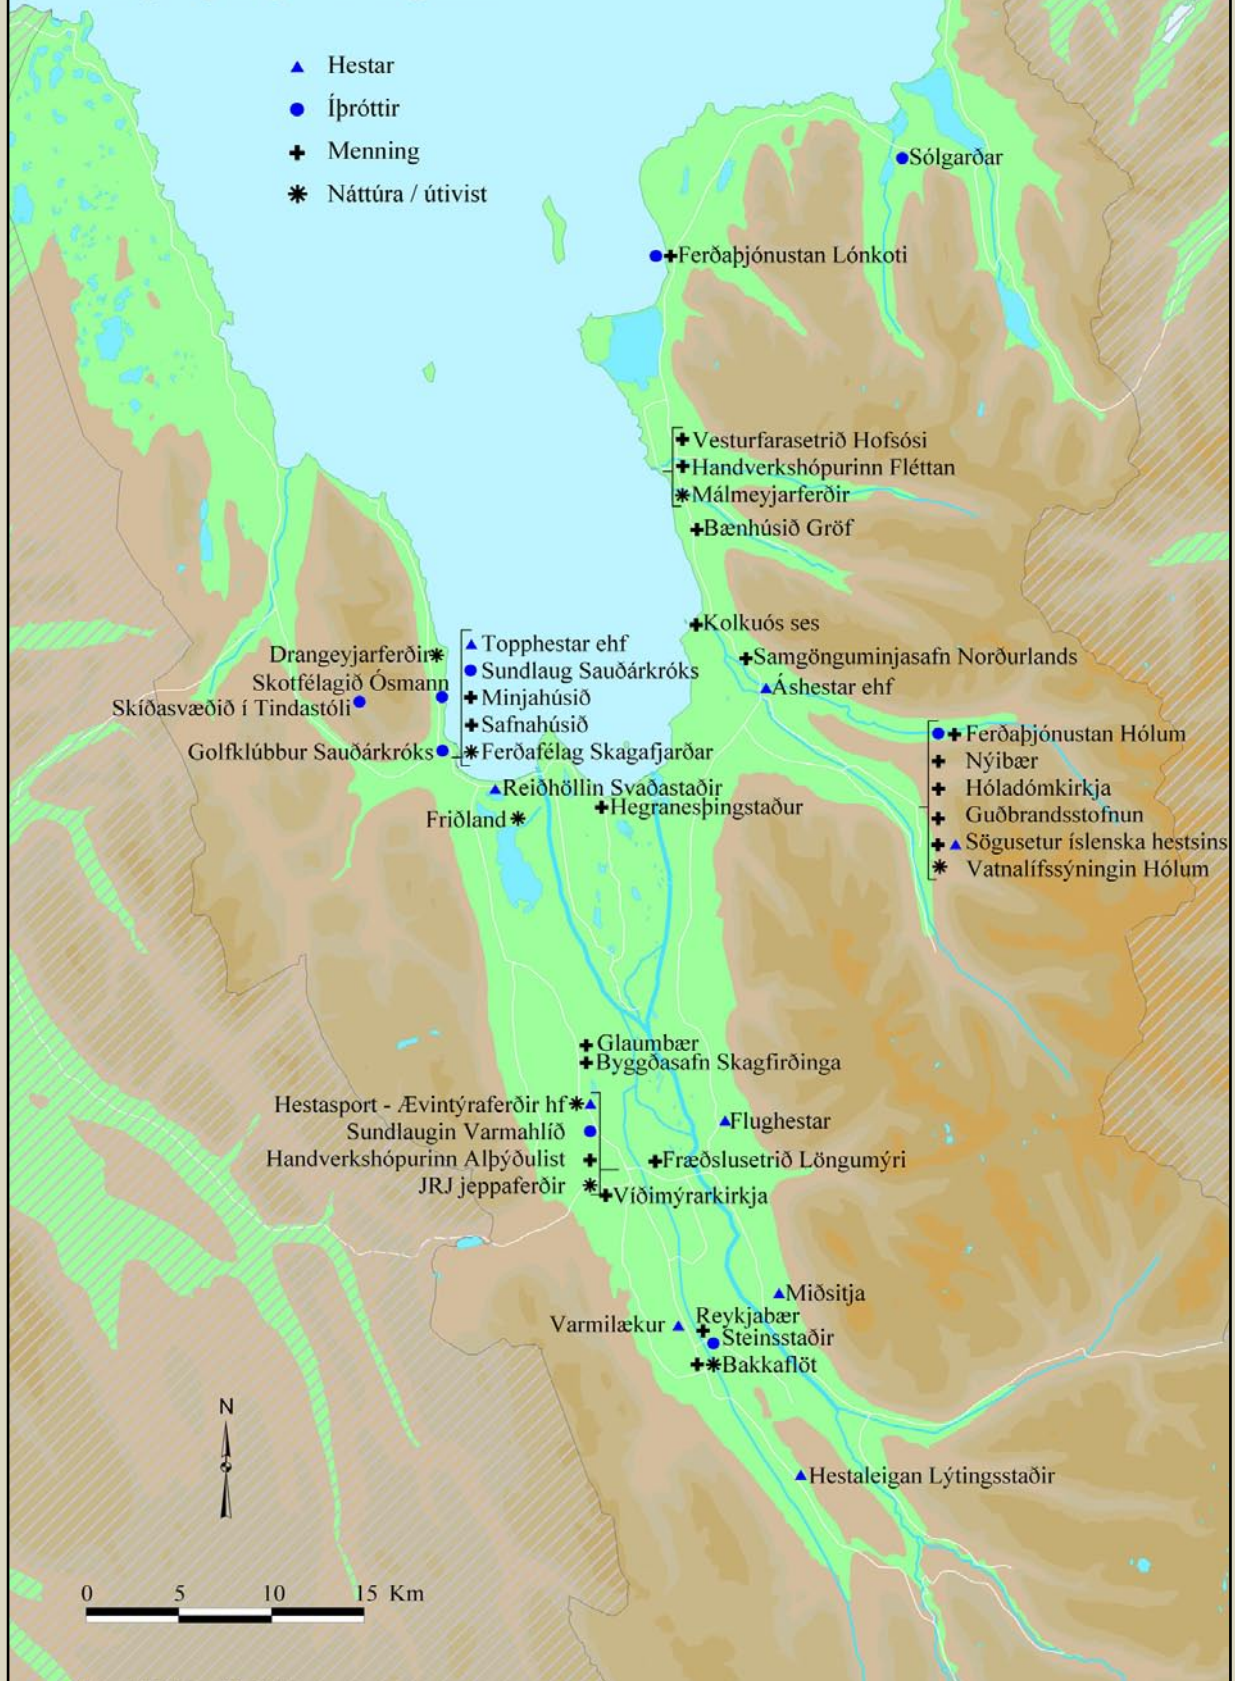 Hestar
Íþróttir
Menning
Náttúra / útivist
Sólgarðar
Ferðaþjónustan Lónkoti
Vesturfarasetrið Hofsósi
Handverkshópurinn Fléttan
Málmeyjarferðir
Bænhúsið Gröf
Kolkuós ses
Samgönguminjasafn Norðurlands
Áshestar ehf
Drangeyjarferðir
Skotfélagið Ósmann
Skíðasvæðið í Tindastóli
Golfklúbbur Sauðárkróks
Topphestar ehf
Sundlaug Sauðárkróks
Minjahúsið
Safnahúsið
Ferðafélag Skagafjarðar
Ferðaþjónustan Hólum
Nýibær
Hóladómkirkja
Guðbrandsstofnun
Sögusetur íslenska hestsins
Vatnalífssýningin Hólum
Reiðhöllin Svaðastaðir
Hegranesþingstaður
Friðland
Glaumbær
Byggðasafn Skagfirðinga
Hestasport - Ævintýraferðir hf
Sundlaugin Varmahlíð
Handverkshópurinn Alþýðulist
JRJ jeppaferðir
Flughestar
Fræðslusetrið Löngumýri
Víðimýrarkirkja
Miðsitja
Reykjabær
Varmilækur
Steinsstaðir
Bakkaflöt
N
Hestaleigan Lýtingsstaðir
0 5 10 15 Km